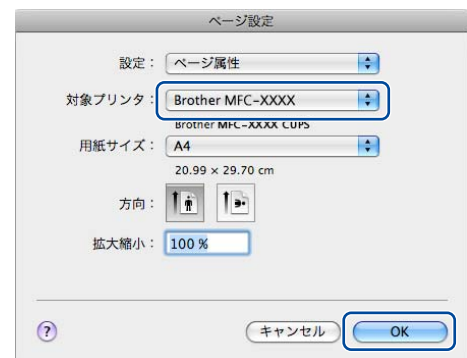 ページ設定
設定： ページ属性
対象プリンタ： Brother MFC-XXXX
Brother MFC-XXXX CUPS
用紙サイズ： A4
20.99 × 29.70 cm
方向：
拡大縮小： 100 %
? キャンセル OK